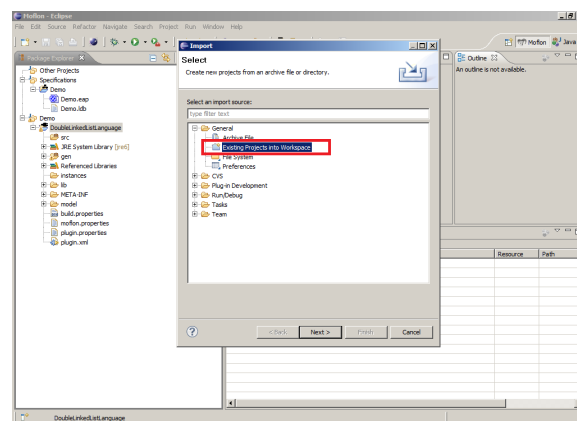 Moflon - Eclipse
File Edit Source Refactor Navigate Search Project Run Window Help
Moflon Java
Package Explorer
Other Projects
Specifications
Demo
Demo.eap
Demo.ldb
Demo
DoubleLinkedListLanguage
src
JRE System Library [jre6]
gen
Referenced Libraries
instances
lib
META-INF
model
build.properties
moflon.properties
plugin.properties
plugin.xml
Import
Select
Create new projects from an archive file or directory.
Select an import source:
type filter text
General
Archive File
Existing Projects into Workspace
File System
Preferences
CVS
Plug-in Development
Run/Debug
Tasks
Team
< Back Next > Finish Cancel
Outline
An outline is not available.
Resource Path
DoubleLinkedListLanguage